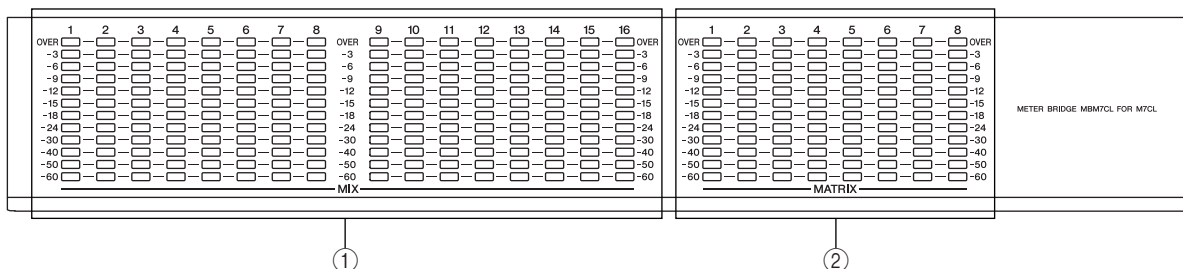 1 2 3 4 5 6 7 8 9 10 11 12 13 14 15 16 1 2 3 4 5 6 7 8
OVER OVER OVER OVER OVER
-3 -3 -3 -3 -3
-6 -6 -6 -6 -6
-9 -9 -9 -9 -9
-12 -12 -12 -12 -12
-15 -15 -15 -15 -15
-18 -18 -18 -18 -18
-24 -24 -24 -24 -24
-30 -30 -30 -30 -30
-40 -40 -40 -40 -40
-50 -50 -50 -50 -50
-60 -60 -60 -60 -60
MIX MATRIX
METER BRIDGE MBM7CL FOR M7CL
① ②